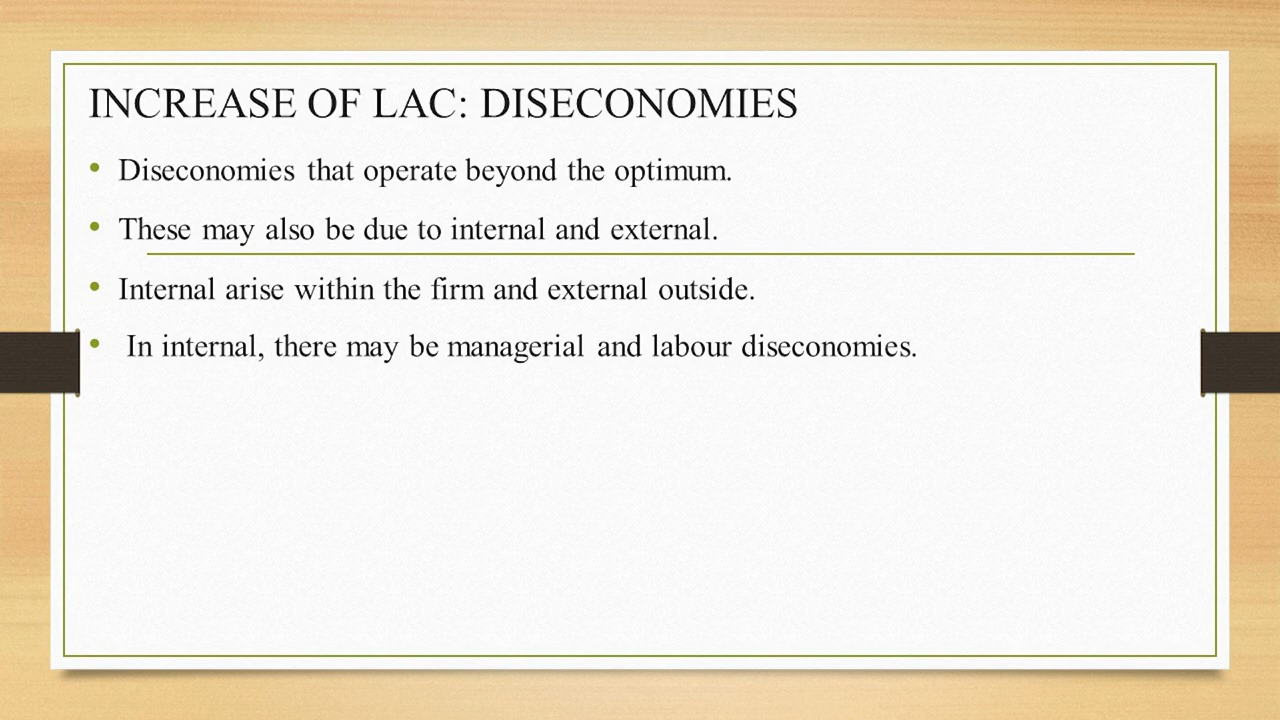 INCREASE OF LAC: DISECONOMIES
• Diseconomies that operate beyond the optimum.
• These may also be due to internal and external.
• Internal arise within the firm and external outside.
• In internal, there may be managerial and labour diseconomies.